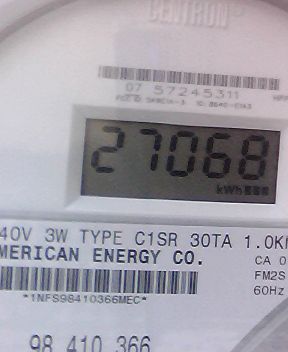 CENTRON
07 57245311
27068
kWh
40V 3W TYPE C1SR 30TA 1.0K
MERICAN ENERGY CO. CA 0
FM2S
60Hz
*1NFS98410366MEC*
98 410 366